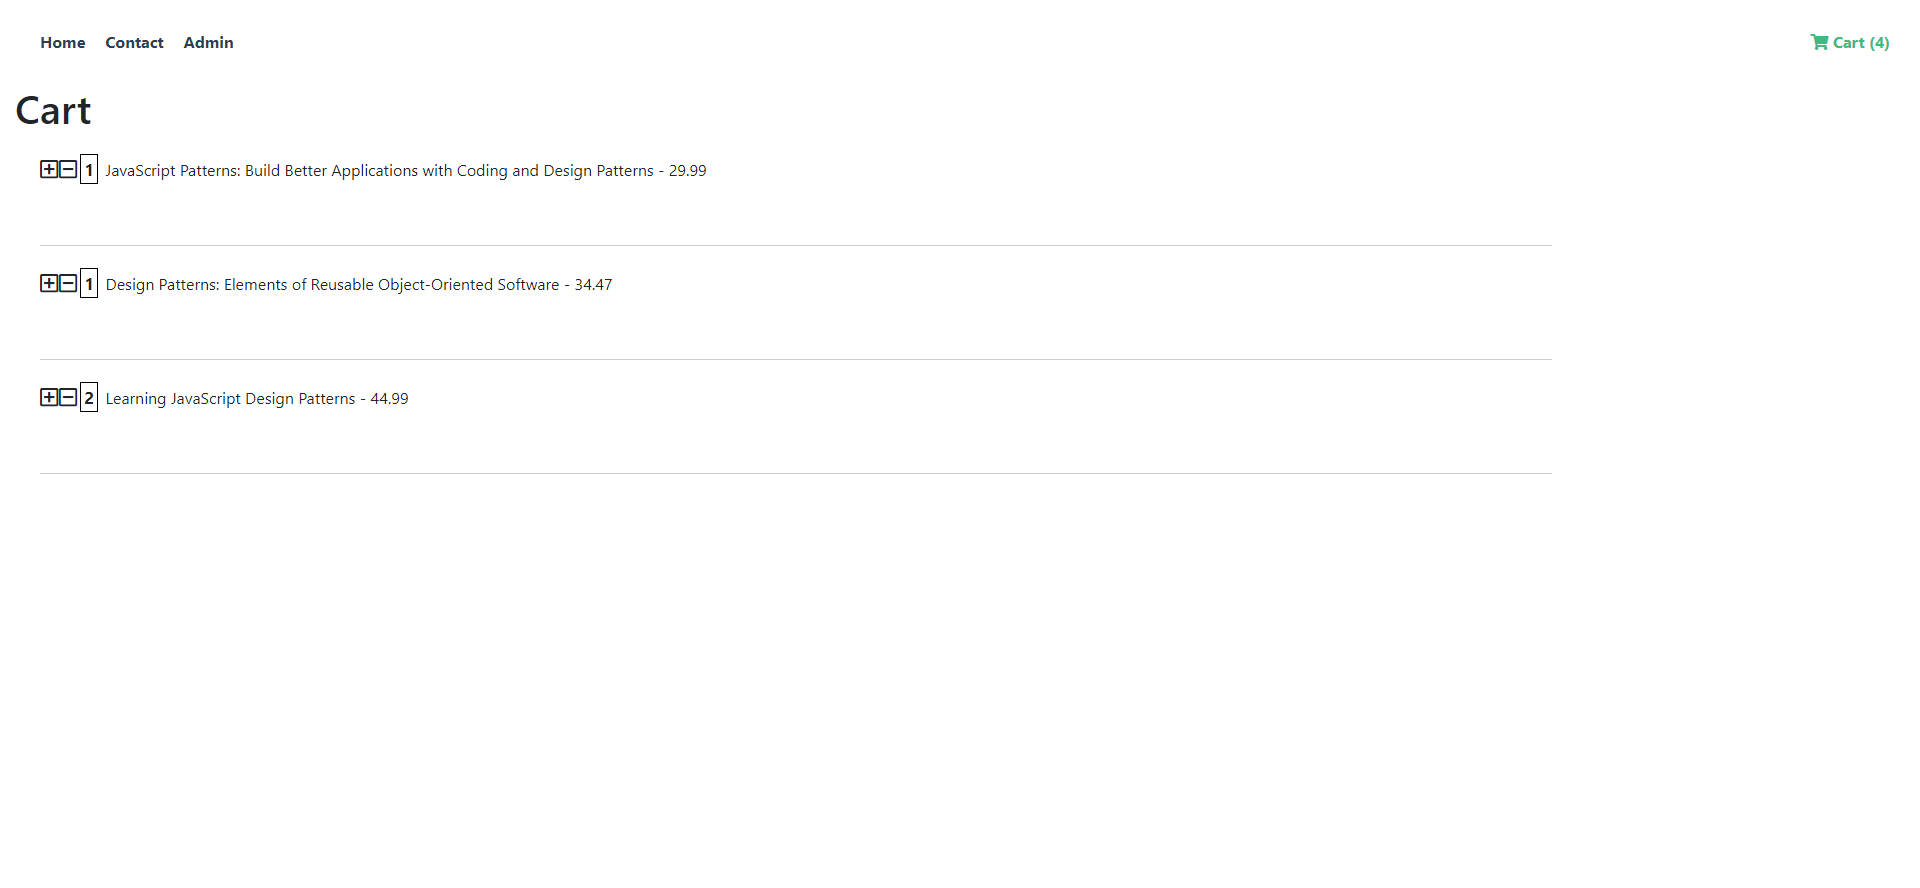 Home Contact Admin Cart (4)
Cart
1 JavaScript Patterns: Build Better Applications with Coding and Design Patterns - 29.99
1 Design Patterns: Elements of Reusable Object-Oriented Software - 34.47
2 Learning JavaScript Design Patterns - 44.99